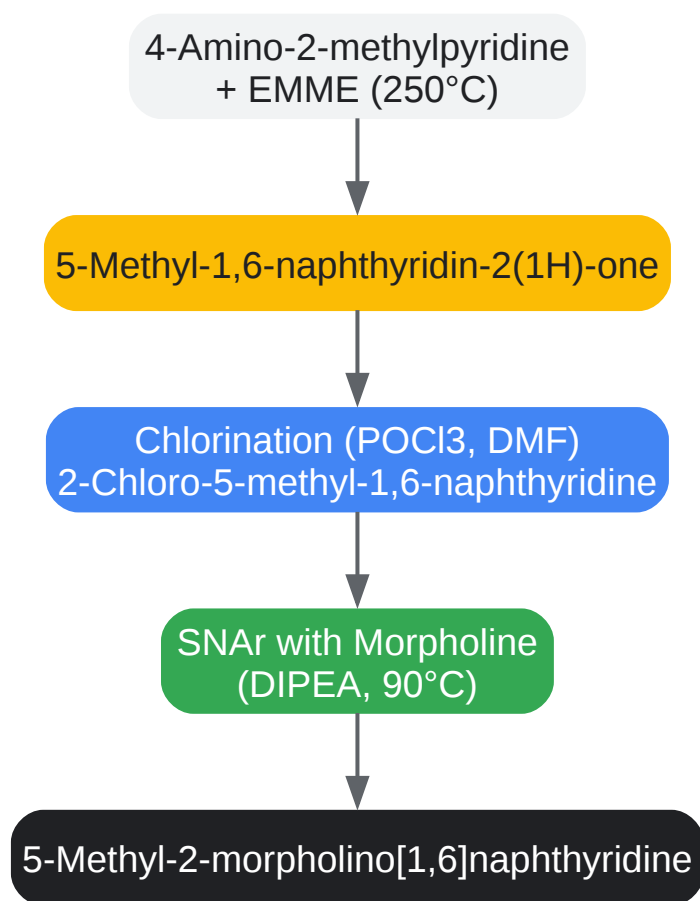 4-Amino-2-methylpyridine
+ EMME (250°C)
5-Methyl-1,6-naphthyridin-2(1H)-one
Chlorination (POCl3, DMF)
2-Chloro-5-methyl-1,6-naphthyridine
SNAr with Morpholine
(DIPEA, 90°C)
5-Methyl-2-morpholino[1,6]naphthyridine